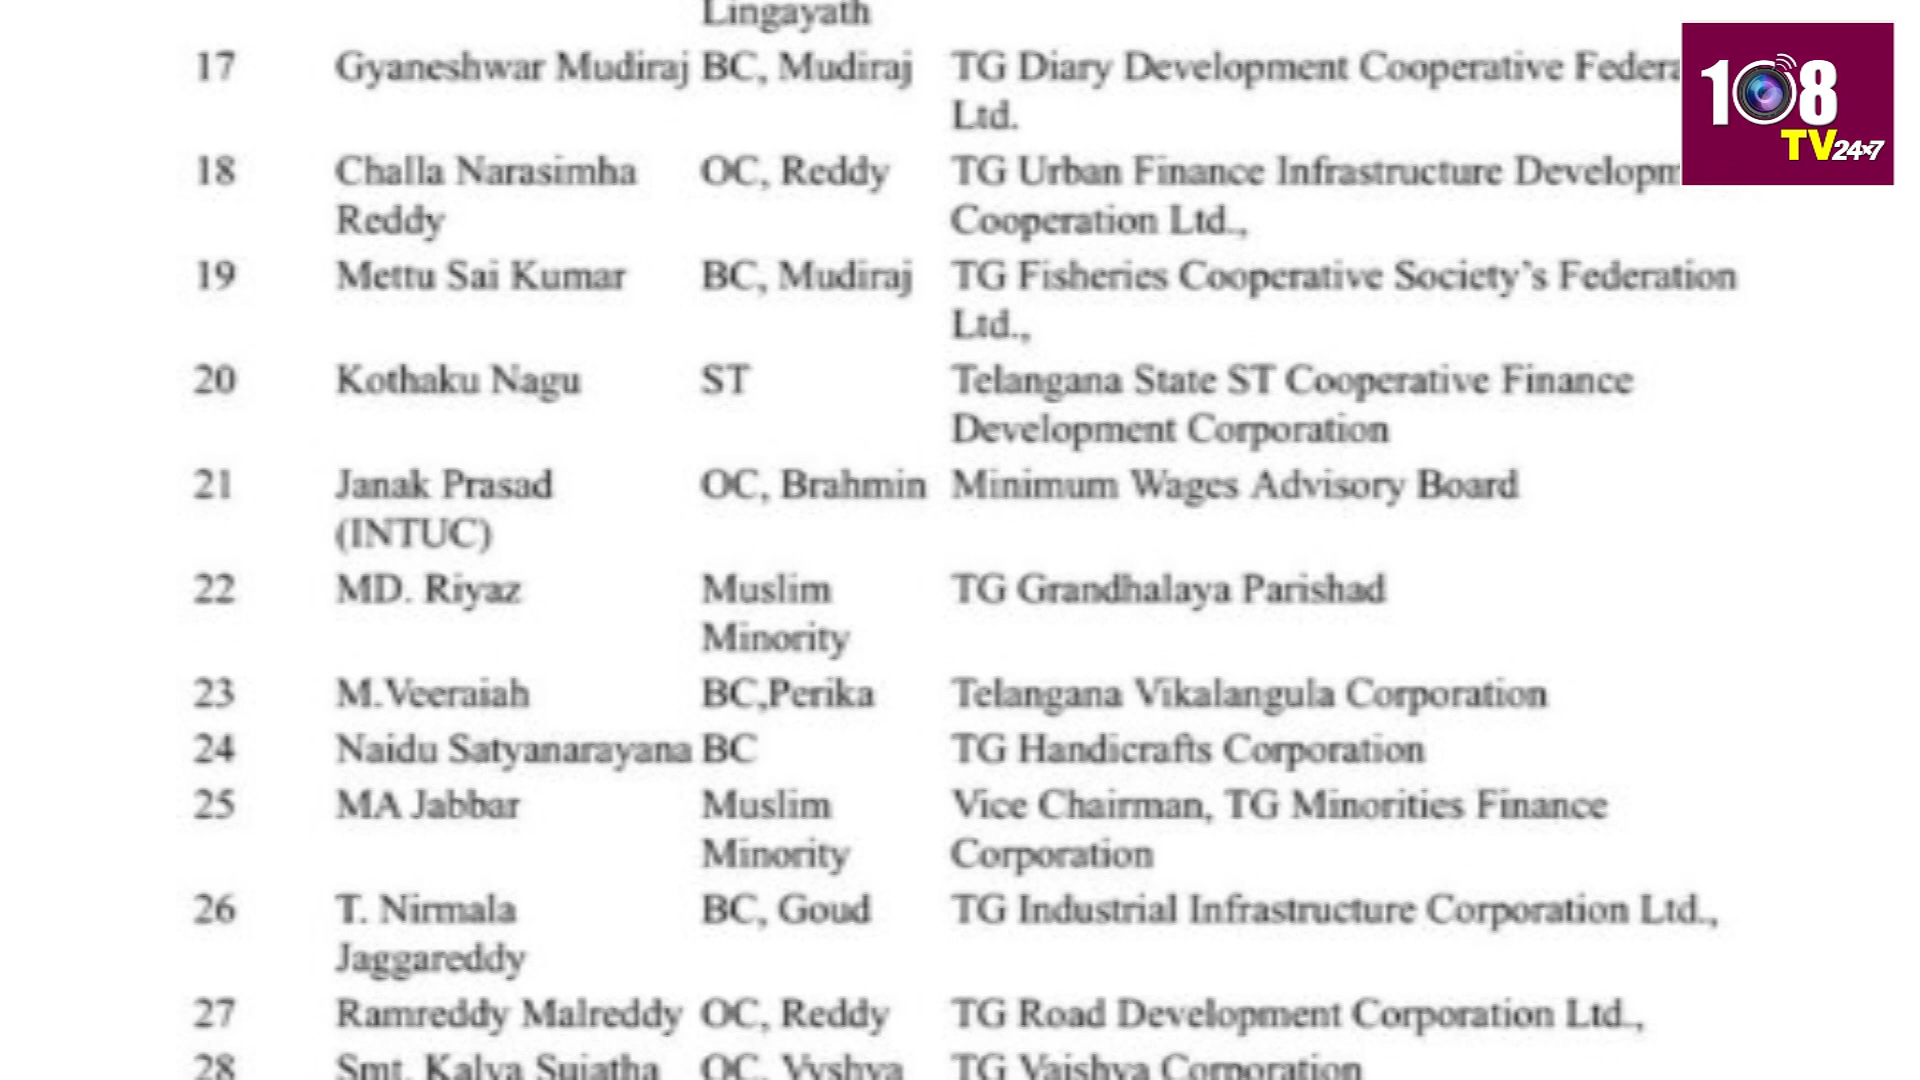 Lingayath
17 Gyaneshwar Mudiraj BC, Mudiraj TG Diary Development Cooperative Federa
Ltd.
18 Challa Narasimha OC, Reddy TG Urban Finance Infrastructure Developm
Reddy Cooperation Ltd.,
19 Mettu Sai Kumar BC, Mudiraj TG Fisheries Cooperative Society’s Federation
Ltd.,
20 Kothaku Nagu ST Telangana State ST Cooperative Finance
Development Corporation
21 Janak Prasad OC, Brahmin Minimum Wages Advisory Board
(INTUC)
22 MD. Riyaz Muslim TG Grandhalaya Parishad
Minority
23 M.Veeraiah BC,Perika Telangana Vikalangula Corporation
24 Naidu Satyanarayana BC TG Handicrafts Corporation
25 MA Jabbar Muslim Vice Chairman, TG Minorities Finance
Minority Corporation
26 T. Nirmala BC, Goud TG Industrial Infrastructure Corporation Ltd.,
Jaggareddy
27 Ramreddy Malreddy OC, Reddy TG Road Development Corporation Ltd.,
28 Smt. Kalva Sujatha OC, Vyshya TG Vaishya Corporation
108
TV 24x7